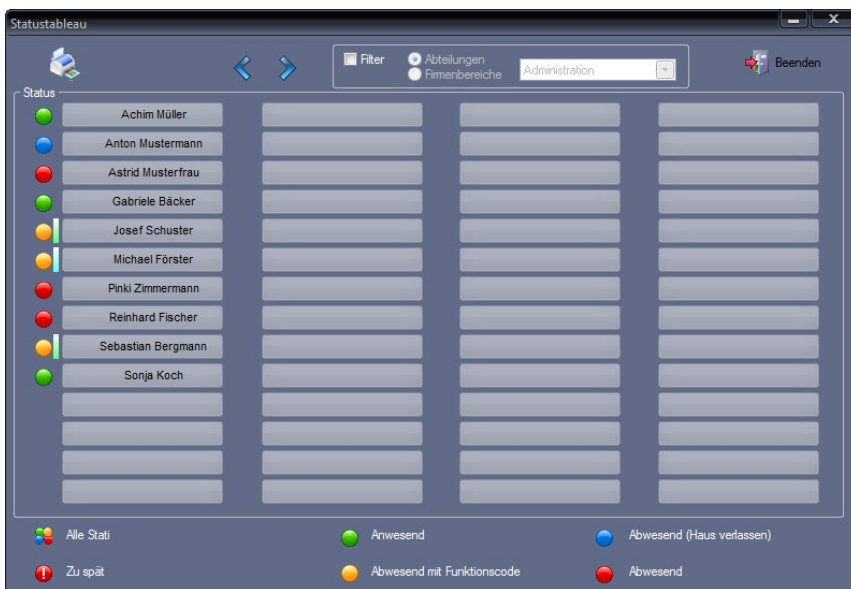 Statustableau
Filter
Abteilungen
Firmenbereiche
Administration
Beenden
Status
Achim Müller
Anton Mustermann
Astrid Musterfrau
Gabriele Bäcker
Josef Schuster
Michael Förster
Pinki Zimmermann
Reinhard Fischer
Sebastian Bergmann
Sonja Koch
Alle Stati
Anwesend
Abwesend (Haus verlassen)
Zu spät
Abwesend mit Funktionscode
Abwesend